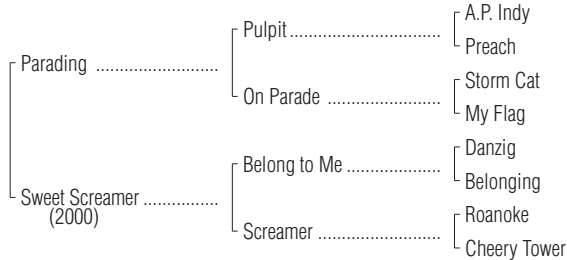 A.P. Indy
Pulpit
Preach
Parading
Storm Cat
On Parade
My Flag
Danzig
Belong to Me
Belonging
Sweet Screamer
(2000)
Roanoke
Screamer
Cheery Tower